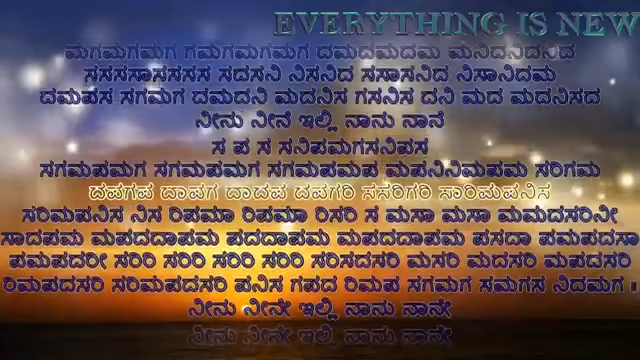 EVERYTHING IS NEW
ಮಗಮಗಮಗ ಗಮಗಮಗಮಗ ದಮದಮದಮ ಮನಿದನಿದನಿದ
ಸಸಸಸಾಸಸಸಸ ಸದಸನಿ ನಿಸನಿದ ಸಸಾಸನಿದ ನಿಸಾನಿದಮ
ದಮಪಸ ಸಗಮಗ ದಮದನಿ ಮದನಿಸ ಗಸನಿಸ ದನಿ ಮದ ಮದನಿಸದ
ನೀನು ನೀನೆ ಇಲ್ಲಿ ನಾನು ನಾನೆ
ಸ ಪ ಸ ಸನಿಪಮಗಸನಿಪಸ
ಸಗಮಪಮಗ ಸಗಮಪಮಗ ಸಗಮಪಮಪ ಮಪನಿನಿಮಪಮ ಸರಿಗಮ
ದಪಗಪ ದಾಪಗ ದಾದಪ ದಪಗರಿ ಸಸರಿಗರಿ ಸಾರಿಮಪನಿಸ
ಸರಿಮಪನಿಸ ನಿಸ ರಿಪಮಾ ರಿಪಮಾ ರಿಸರಿ ಸ ಮಸಾ ಮಸಾ ಮಮದಸರಿನೀ
ಸಾದಪಮ ಮಪದದಾಪಮ ಪದದಾಪಮ ಮಪದದಾಪಮ ಪಸದಾ ಪಮಪದಸಾ
ಪಮಪದರೀ ಸರಿರಿ ಸರಿರಿ ಸರಿರಿ ಸರಿರಿ ಸರಿಸದಸರಿ ಮಸರಿ ಮದಸರಿ ಮಪದಸರಿ
ರಿಮಪದಸರಿ ಸರಿಮಪದಸರಿ ಪನಿಸ ಗಪದ ರಿಮಪ ಸಗಮಗ ಸಮಗಸ ನಿದಮಗ ॥
ನೀನು ನೀನೇ ಇಲ್ಲಿ ನಾನು ನಾನೇ
ನೀನು ನೀನೇ ಇಲ್ಲಿ ನಾನು ನಾನೇ